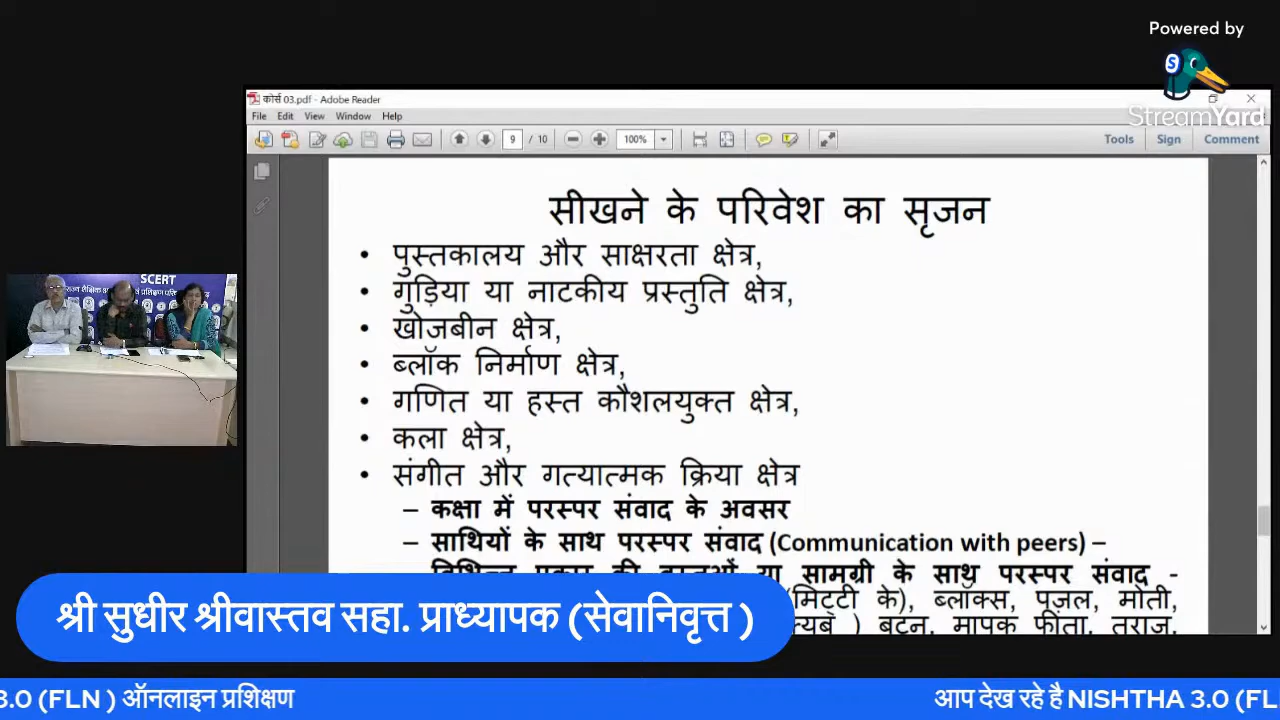 Powered by
StreamYard
कोर्स 03.pdf - Adobe Reader
File Edit View Window Help
9 / 10 100% Tools Sign Comment
सीखने के परिवेश का सृजन
• पुस्तकालय और साक्षरता क्षेत्र,
• गुड़िया या नाटकीय प्रस्तुति क्षेत्र,
• खोजबीन क्षेत्र,
• ब्लॉक निर्माण क्षेत्र,
• गणित या हस्त कौशलयुक्त क्षेत्र,
• कला क्षेत्र,
• संगीत और गत्यात्मक क्रिया क्षेत्र
– कक्षा में परस्पर संवाद के अवसर
– साथियों के साथ परस्पर संवाद (Communication with peers) –
विभिन्न प्रकार की वस्तुओं या सामग्री के साथ परस्पर संवाद -
(मिट्टी के), ब्लॉक्स, पज़ल, मोती,
बटन, मापक फीता, तराजू,
SCERT
श्री सुधीर श्रीवास्तव सहा. प्राध्यापक (सेवानिवृत्त )
3.0 (FLN ) ऑनलाइन प्रशिक्षण
आप देख रहे है NISHTHA 3.0 (FL